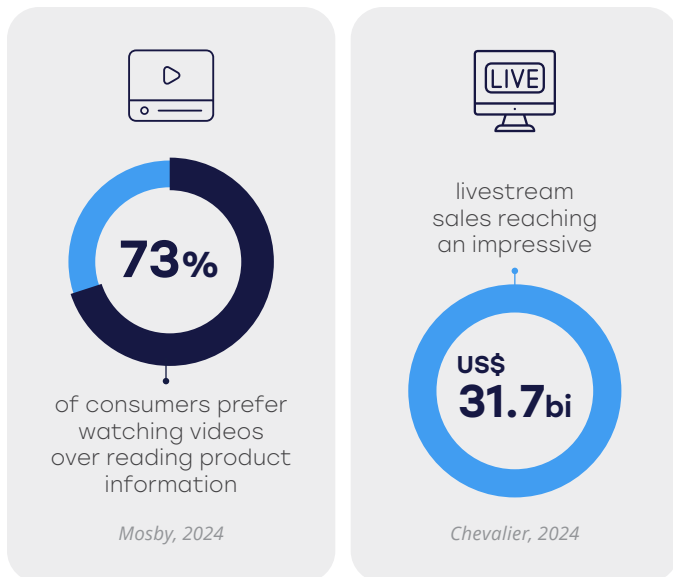 73%
of consumers prefer
watching videos
over reading product
information
Mosby, 2024
LIVE
livestream
sales reaching
an impressive
US$
31.7bi
Chevalier, 2024